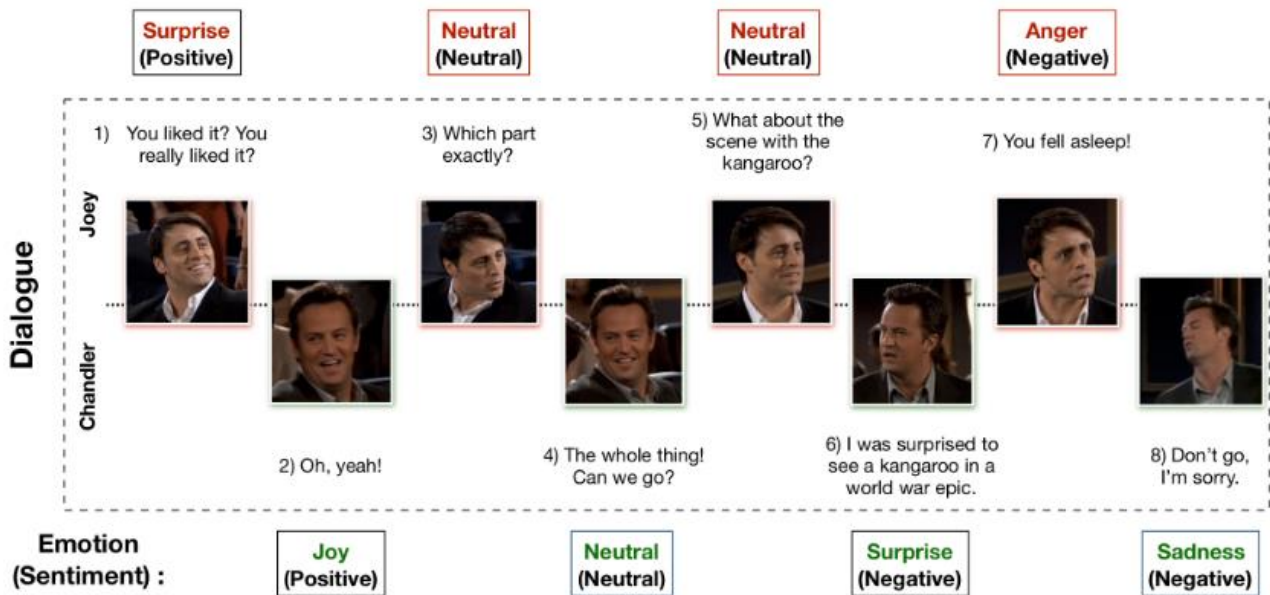 Surprise
(Positive)
Neutral
(Neutral)
Neutral
(Neutral)
Anger
(Negative)
1) You liked it? You
really liked it?
3) Which part
exactly?
5) What about the
scene with the
kangaroo?
7) You fell asleep!
Dialogue
Joey
Chandler
2) Oh, yeah!
4) The whole thing!
Can we go?
6) I was surprised to
see a kangaroo in a
world war epic.
8) Don't go,
I'm sorry.
Emotion
(Sentiment) :
Joy
(Positive)
Neutral
(Neutral)
Surprise
(Negative)
Sadness
(Negative)